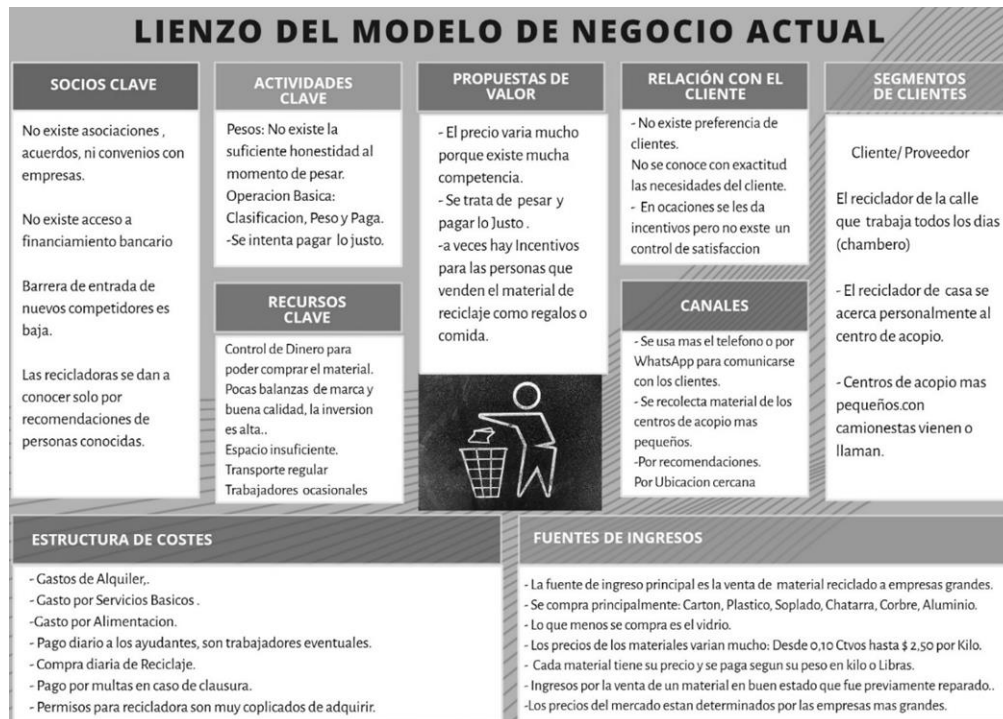 LIENZO DEL MODELO DE NEGOCIO ACTUAL
SOCIOS CLAVE
No existe asociaciones ,
acuerdos, ni convenios con
empresas.
No existe acceso a
financiamiento bancario
Barrera de entrada de
nuevos competidores es
baja.
Las recicladoras se dan a
conocer solo por
recomendaciones de
personas conocidas.
ACTIVIDADES
CLAVE
Pesos: No existe la
suficiente honestidad al
momento de pesar.
Operacion Basica:
Clasificacion, Peso y Paga.
-Se intenta pagar lo justo.
RECURSOS
CLAVE
Control de Dinero para
poder comprar el material.
Pocas balanzas de marca y
buena calidad, la inversion
es alta..
Espacio insuficiente.
Transporte regular
Trabajadores ocasionales
PROPUESTAS DE
VALOR
- El precio varia mucho
porque existe mucha
competencia.
- Se trata de pesar y
pagar lo Justo .
-a veces hay Incentivos
para las personas que
venden el material de
reciclaje como regalos o
comida.
RELACIÓN CON EL
CLIENTE
- No existe preferencia de
clientes.
No se conoce con exactitud
las necesidades del cliente.
- En ocaciones se les da
incentivos pero no exste un
control de satisfaccion
CANALES
- Se usa mas el telefono o por
WhatsApp para comunicarse
con los clientes.
- Se recolecta material de los
centros de acopio mas
pequeños.
-Por recomendaciones.
Por Ubicacion cercana
SEGMENTOS
DE CLIENTES
Cliente/ Proveedor
El reciclador de la calle
que trabaja todos los dias
(chambero)
- El reciclador de casa se
acerca personalmente al
centro de acopio.
- Centros de acopio mas
pequeños.con
camionestas vienen o
llaman.
ESTRUCTURA DE COSTES
- Gastos de Alquiler,.
- Gasto por Servicios Basicos .
-Gasto por Alimentacion.
- Pago diario a los ayudantes, son trabajadores eventuales.
- Compra diaria de Reciclaje.
- Pago por multas en caso de clausura.
- Permisos para recicladora son muy coplicados de adquirir.
FUENTES DE INGRESOS
- La fuente de ingreso principal es la venta de material reciclado a empresas grandes.
- Se compra principalmente: Carton, Plastico, Soplado, Chatarra, Corbre, Aluminio.
- Lo que menos se compra es el vidrio.
- Los precios de los materiales varian mucho: Desde 0,10 Ctvos hasta $ 2,50 por Kilo.
- Cada material tiene su precio y se paga segun su peso en kilo o Libras.
- Ingresos por la venta de un material en buen estado que fue previamente reparado..
-Los precios del mercado estan determinados por las empresas mas grandes.